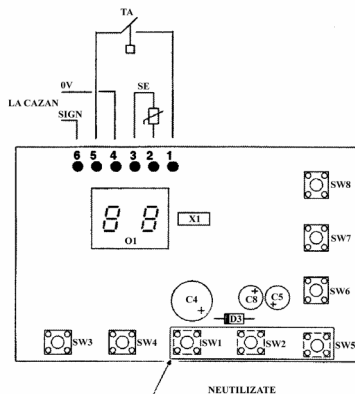 TA
0V
SE
LA CAZAN
SIGN
6 5 4 3 2 1
SW8
88
X1
O1
SW7
C4
C8
C5
SW6
D3
SW3
SW4
SW1
SW2
SW5
NEUTILIZATE